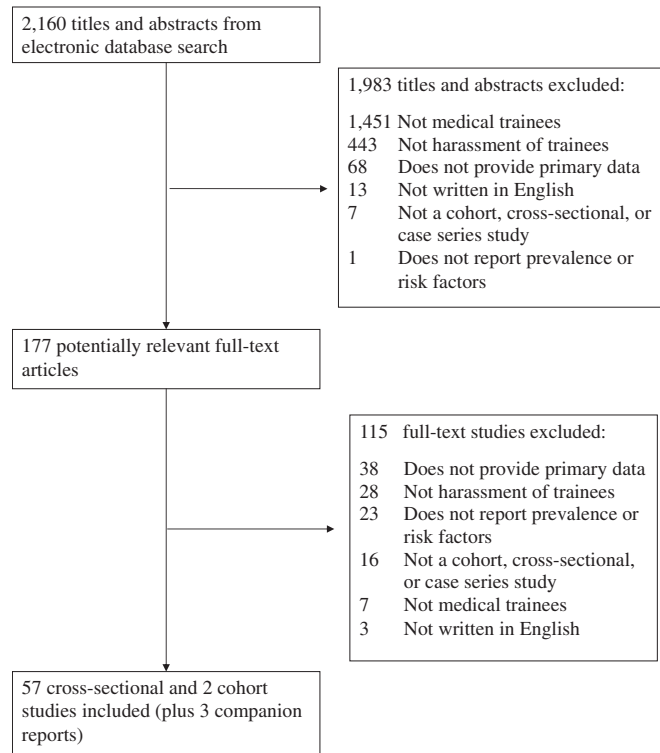 2,160 titles and abstracts from
electronic database search
1,983 titles and abstracts excluded:
1,451 Not medical trainees
443 Not harassment of trainees
68 Does not provide primary data
13 Not written in English
7 Not a cohort, cross-sectional, or
case series study
1 Does not report prevalence or
risk factors
177 potentially relevant full-text
articles
115 full-text studies excluded:
38 Does not provide primary data
28 Not harassment of trainees
23 Does not report prevalence or
risk factors
16 Not a cohort, cross-sectional,
or case series study
7 Not medical trainees
3 Not written in English
57 cross-sectional and 2 cohort
studies included (plus 3 companion
reports)